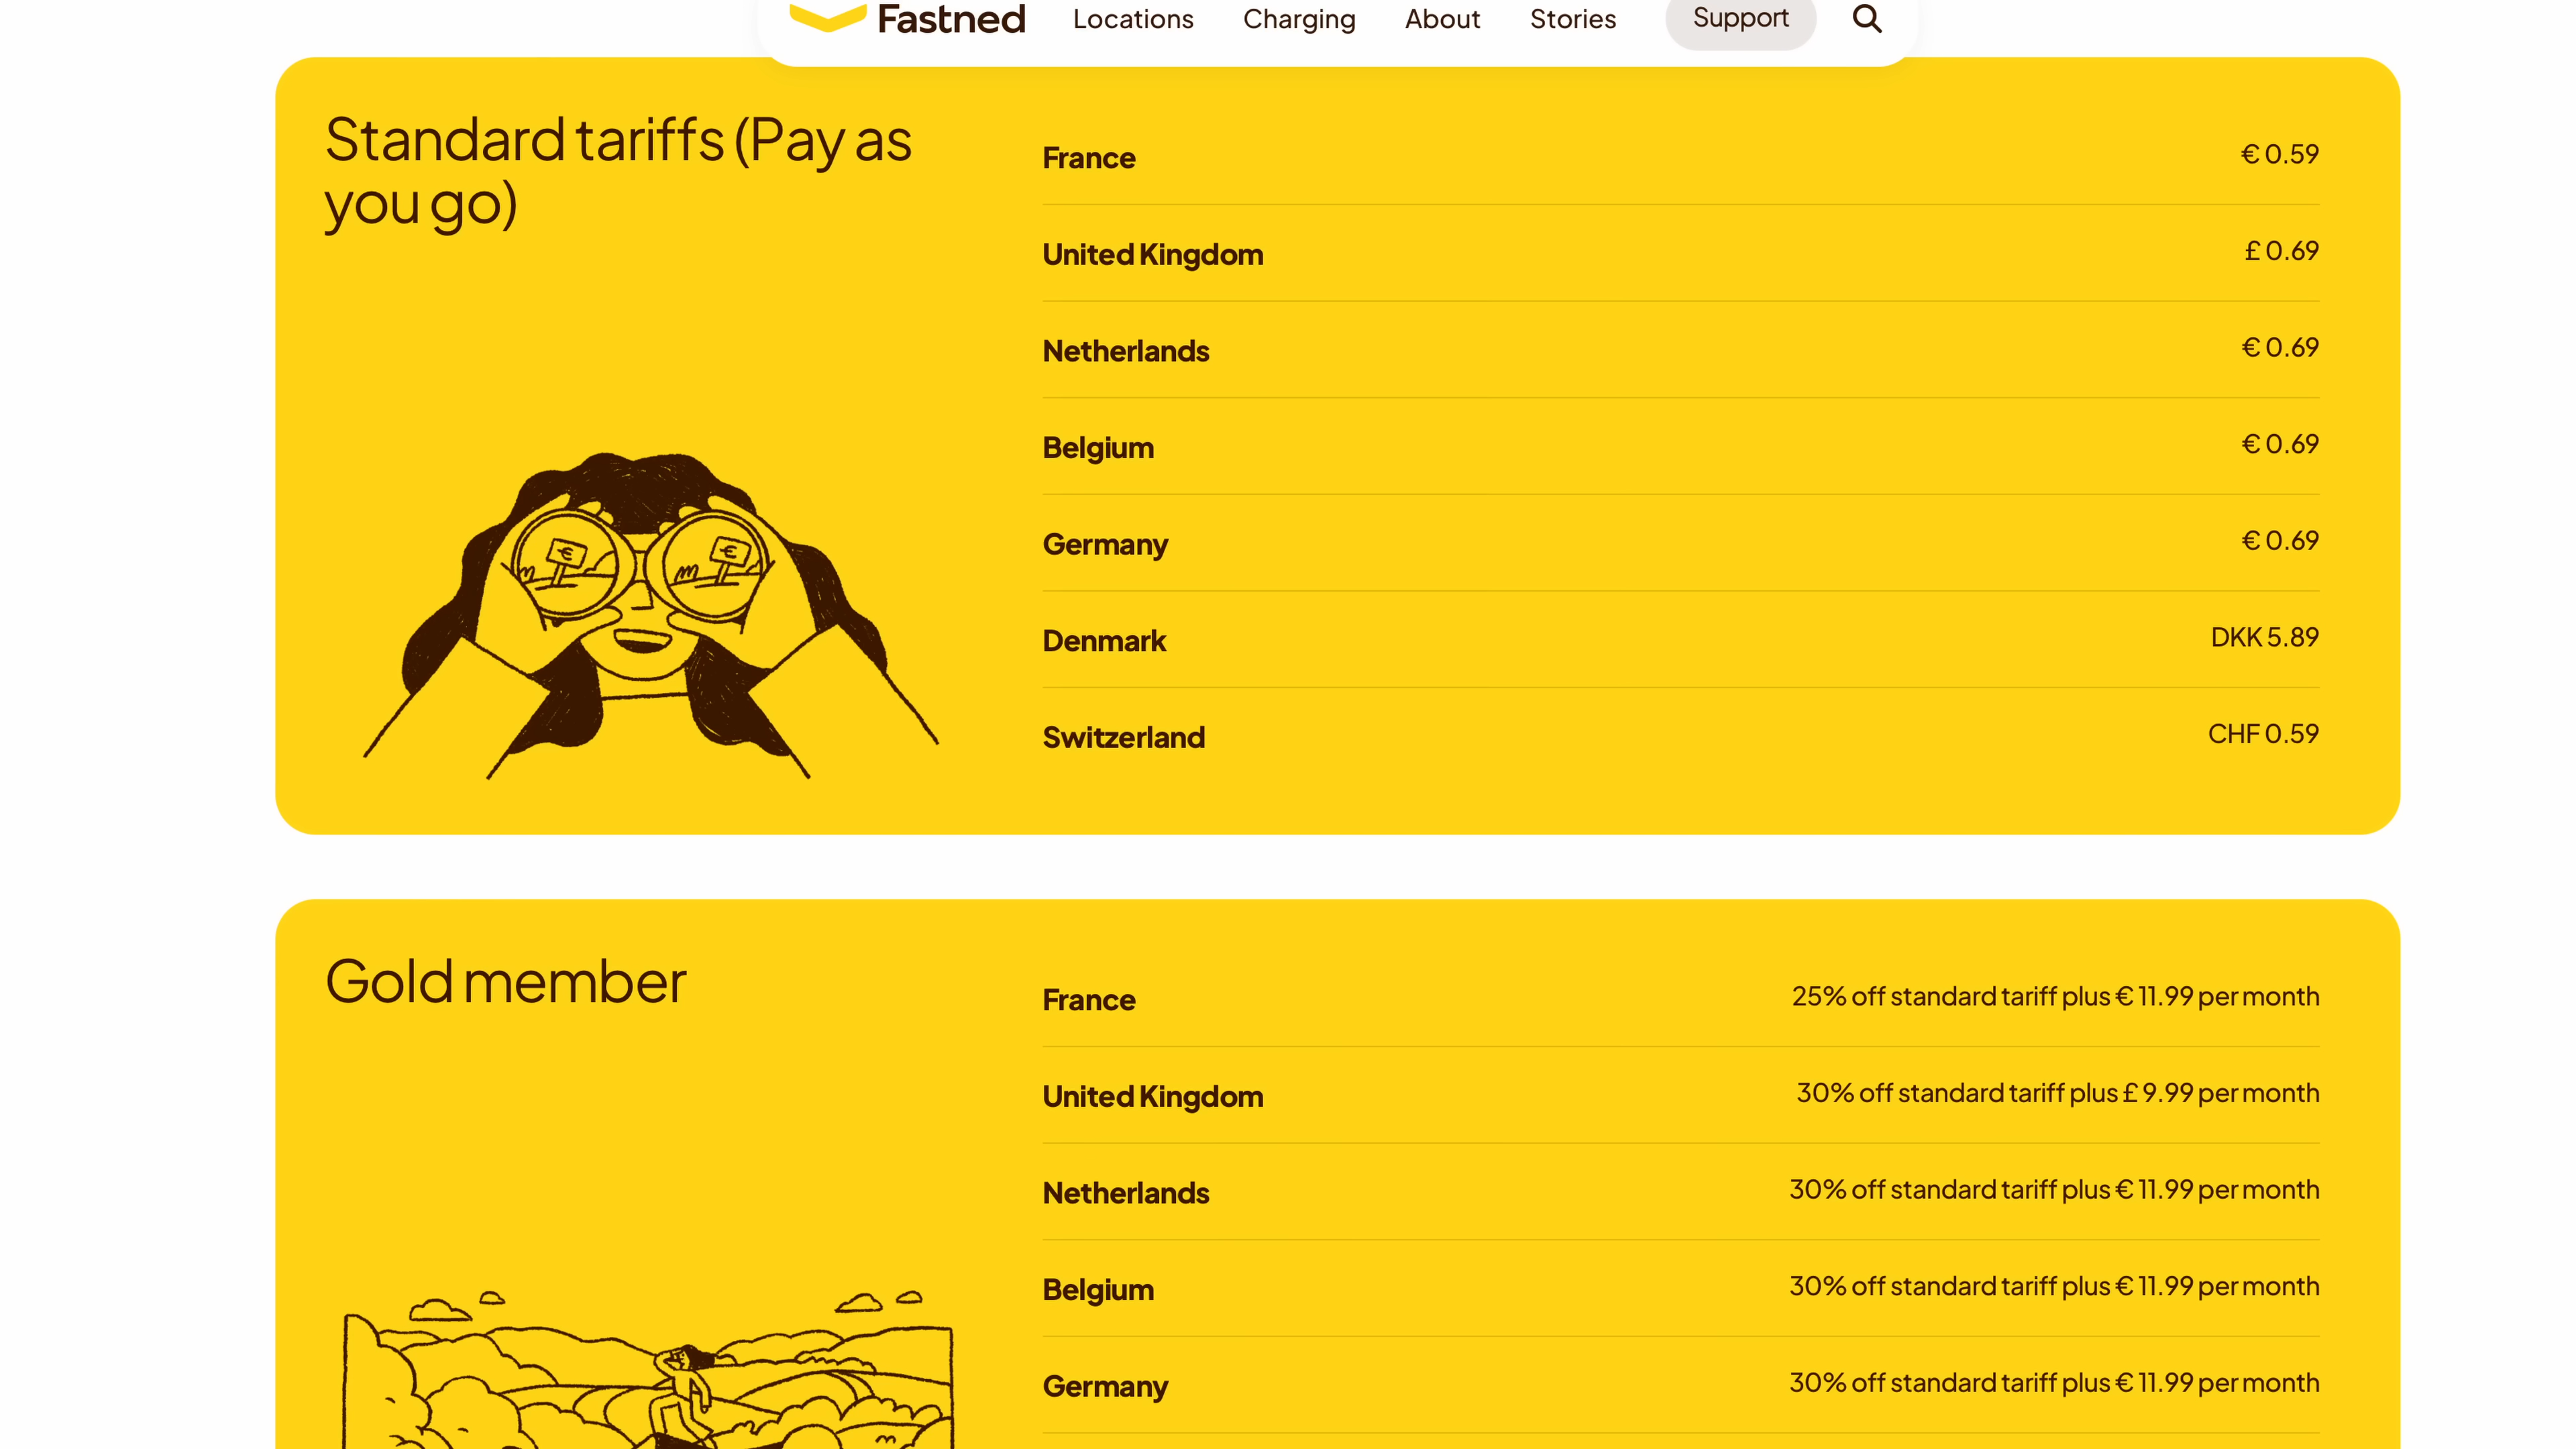 Fastned Locations Charging About Stories Support
Standard tariffs (Pay as
you go)
France € 0.59
United Kingdom £ 0.69
Netherlands € 0.69
Belgium € 0.69
Germany € 0.69
Denmark DKK 5.89
Switzerland CHF 0.59
€ €
Gold member
France 25% off standard tariff plus € 11.99 per month
United Kingdom 30% off standard tariff plus £ 9.99 per month
Netherlands 30% off standard tariff plus € 11.99 per month
Belgium 30% off standard tariff plus € 11.99 per month
Germany 30% off standard tariff plus € 11.99 per month